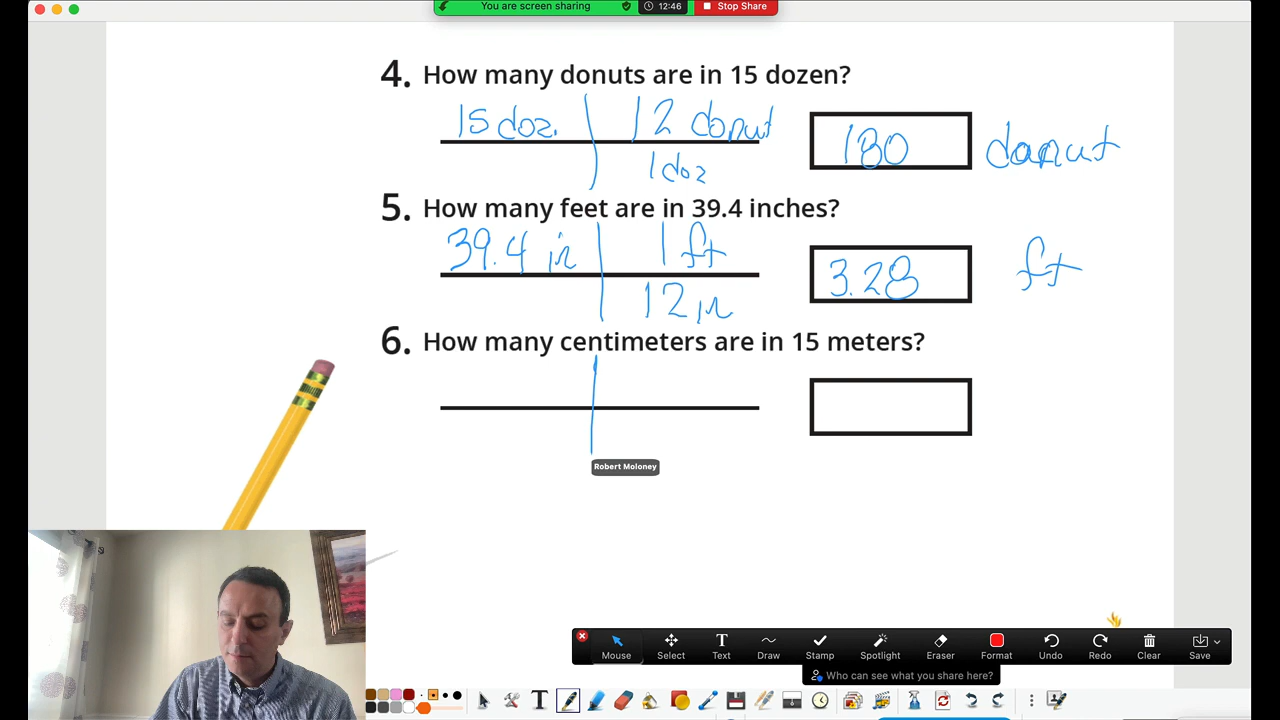 You are screen sharing 12:46 Stop Share
4. How many donuts are in 15 dozen?
15 doz. 12 donut 180 donut
1 doz
5. How many feet are in 39.4 inches?
39.4 in 1 ft 3.28 ft
12 in
6. How many centimeters are in 15 meters?
Robert Moloney
Mouse Select Text Draw Stamp Spotlight Eraser Format Undo Redo Clear Save
Who can see what you share here?